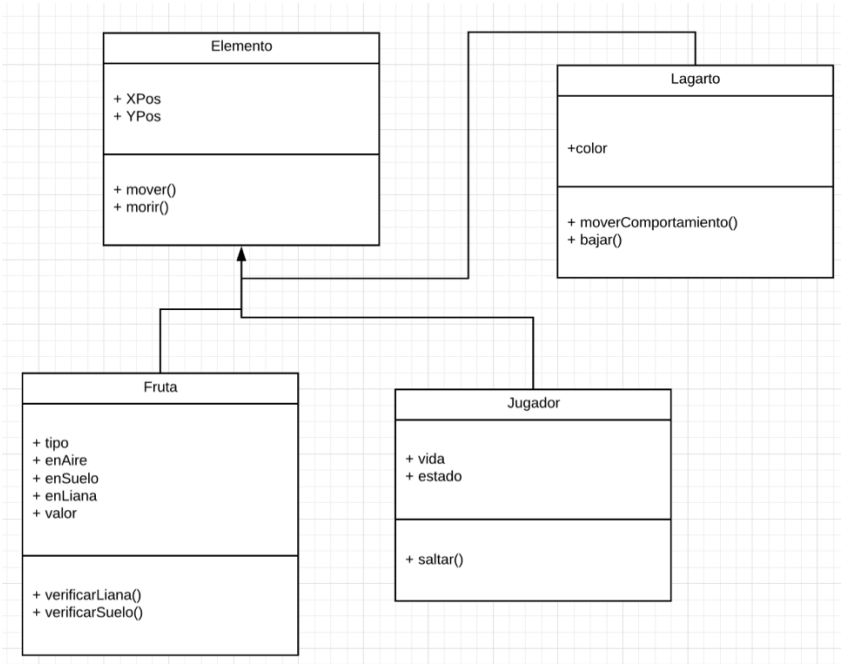 Elemento
+ XPos
+ YPos
+ mover()
+ morir()
Lagarto
+color
+ moverComportamiento()
+ bajar()
Fruta
+ tipo
+ enAire
+ enSuelo
+ enLiana
+ valor
+ verificarLiana()
+ verificarSuelo()
Jugador
+ vida
+ estado
+ saltar()